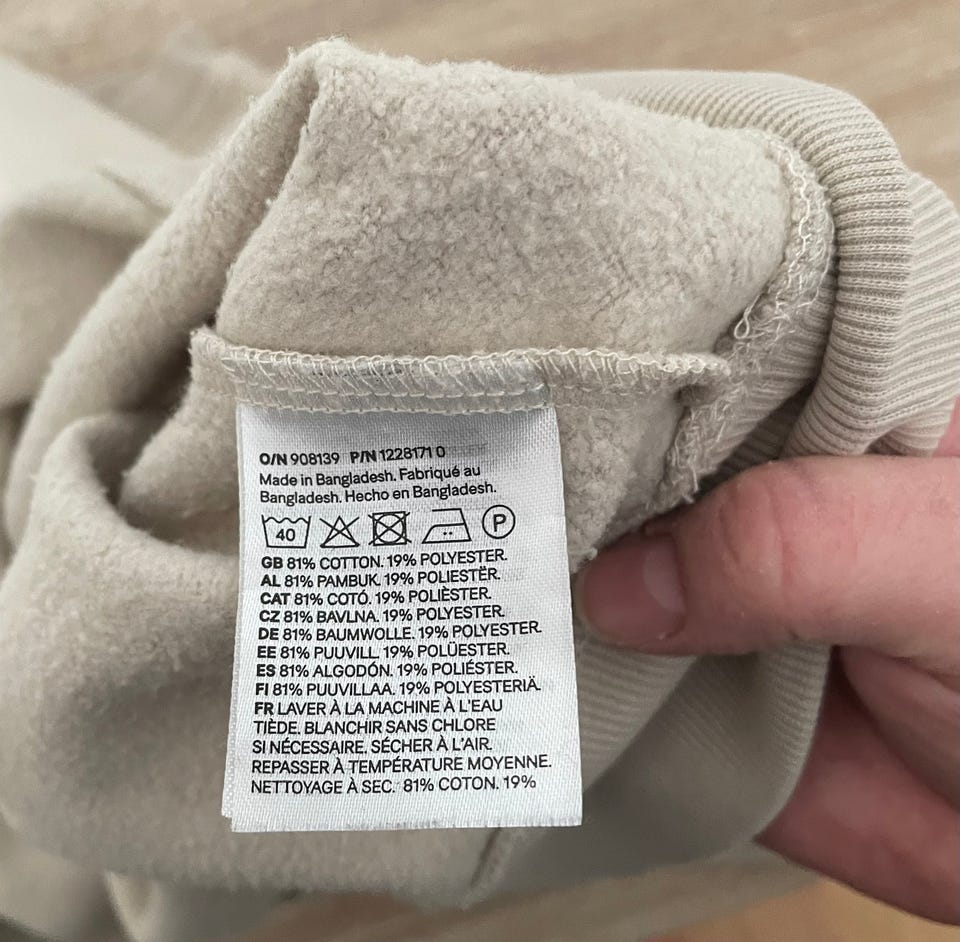 O/N 908139 P/N 1228171 0
Made in Bangladesh. Fabriqué au
Bangladesh. Hecho en Bangladesh.
40 P
GB 81% COTTON. 19% POLYESTER.
AL 81% PAMBUK. 19% POLIESTËR.
CAT 81% COTÓ. 19% POLIÈSTER.
CZ 81% BAVLNA. 19% POLYESTER.
DE 81% BAUMWOLLE. 19% POLYESTER.
EE 81% PUUVILL. 19% POLÜESTER.
ES 81% ALGODÓN. 19% POLIÉSTER.
FI 81% PUUVILLAA. 19% POLYESTERIÄ.
FR LAVER À LA MACHINE À L'EAU
TIÈDE. BLANCHIR SANS CHLORE
SI NÉCESSAIRE. SÉCHER À L'AIR.
REPASSER À TEMPÉRATURE MOYENNE.
NETTOYAGE À SEC. 81% COTON. 19%